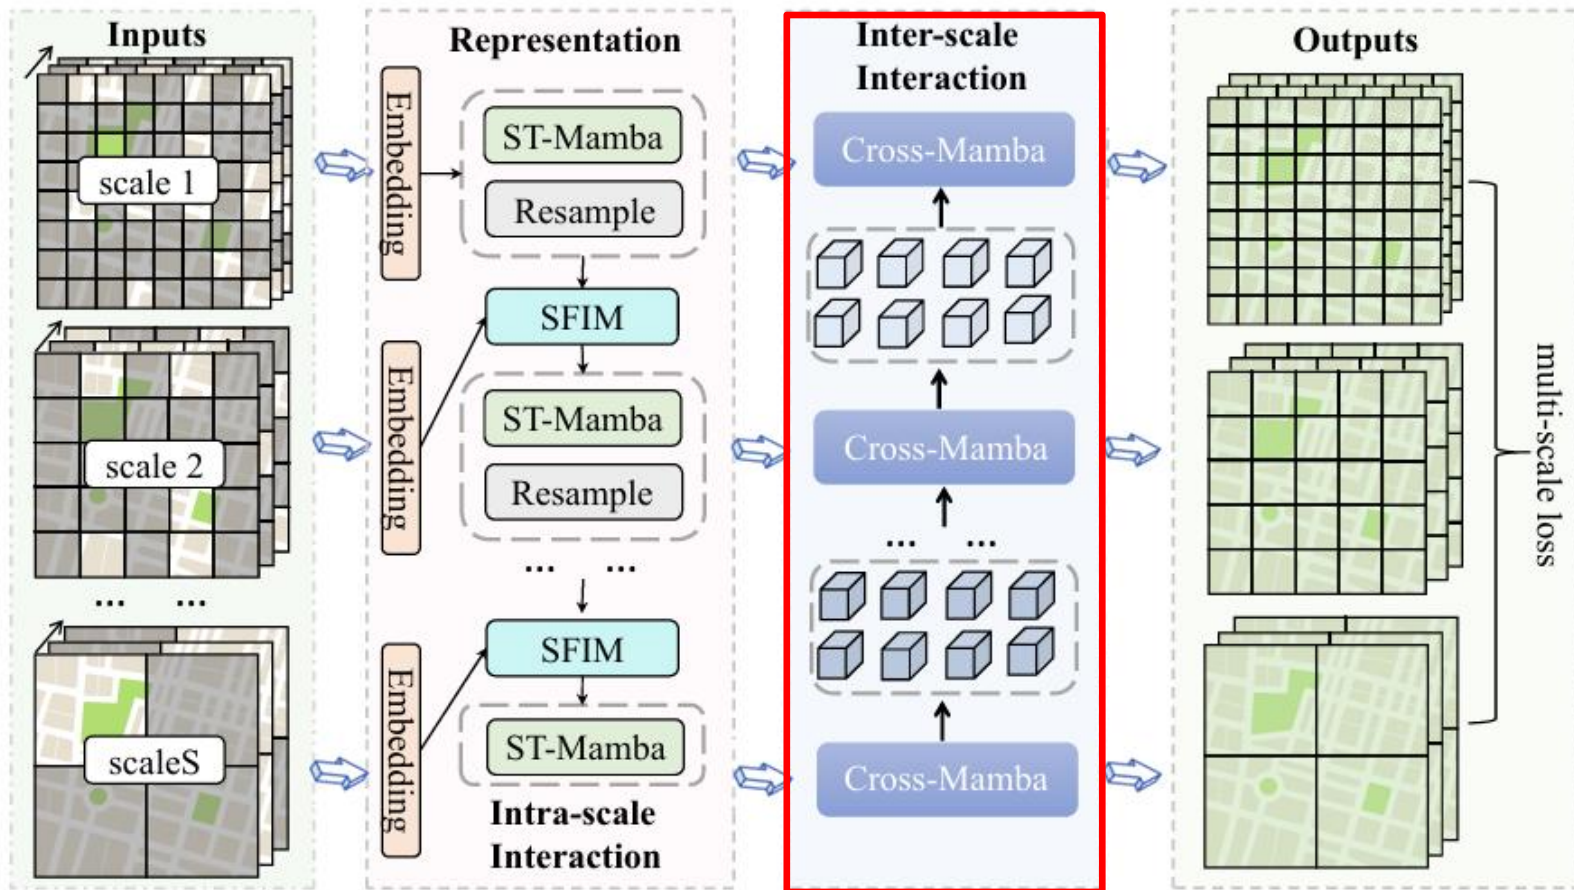 Inputs
scale 1
scale 2
... ...
scaleS
Representation
Embedding
ST-Mamba
Resample
SFIM
Embedding
ST-Mamba
Resample
... ...
SFIM
Embedding
ST-Mamba
Intra-scale
Interaction
Inter-scale
Interaction
Cross-Mamba
Cross-Mamba
... ...
Cross-Mamba
Outputs
multi-scale loss